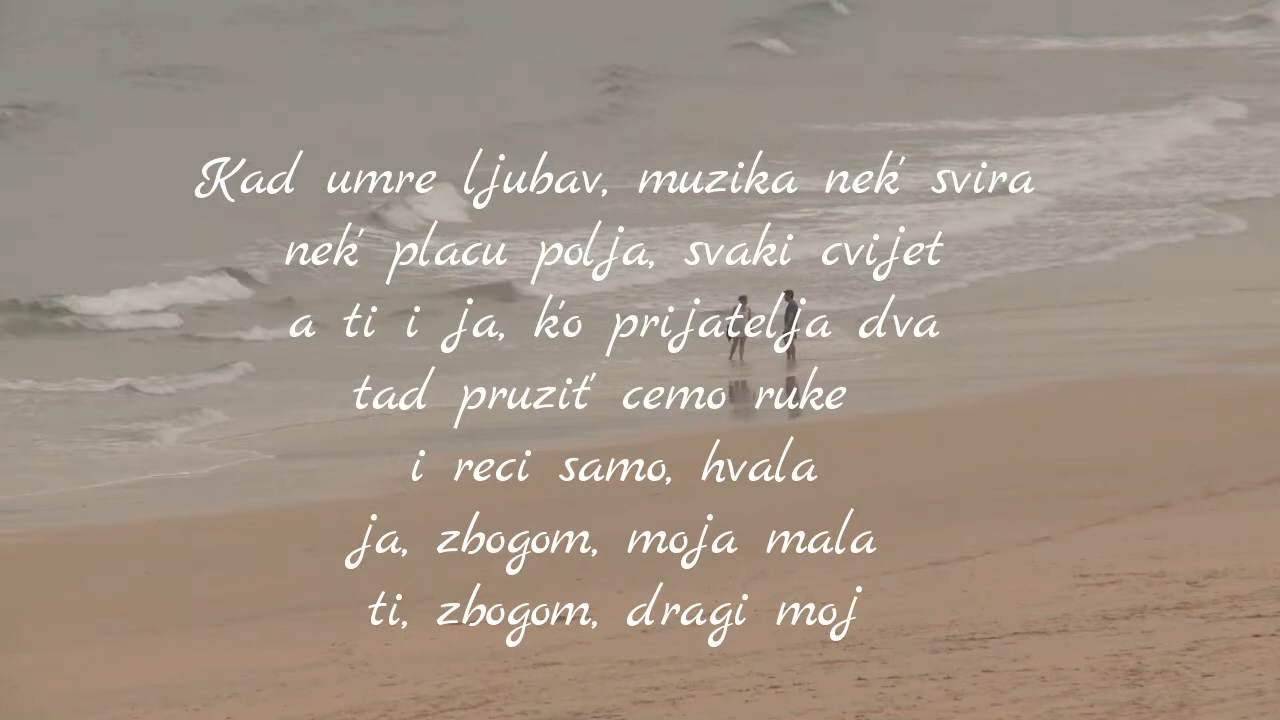 Kad umre ljubav, muzika nek' svira
nek' placu polja, svaki cvijet
a ti i ja, k'o prijatelja dva
tad pruzit' cemo ruke
i reci samo, hvala
ja, zbogom, moja mala
ti, zbogom, dragi moj